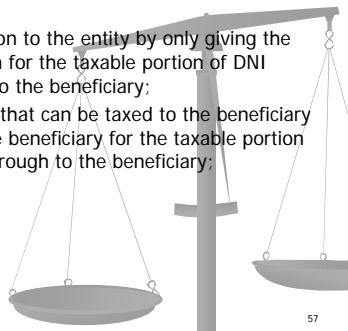 on to the entity by only giving the
for the taxable portion of DNI
o the beneficiary;
that can be taxed to the beneficiary
beneficiary for the taxable portion
rough to the beneficiary;
57